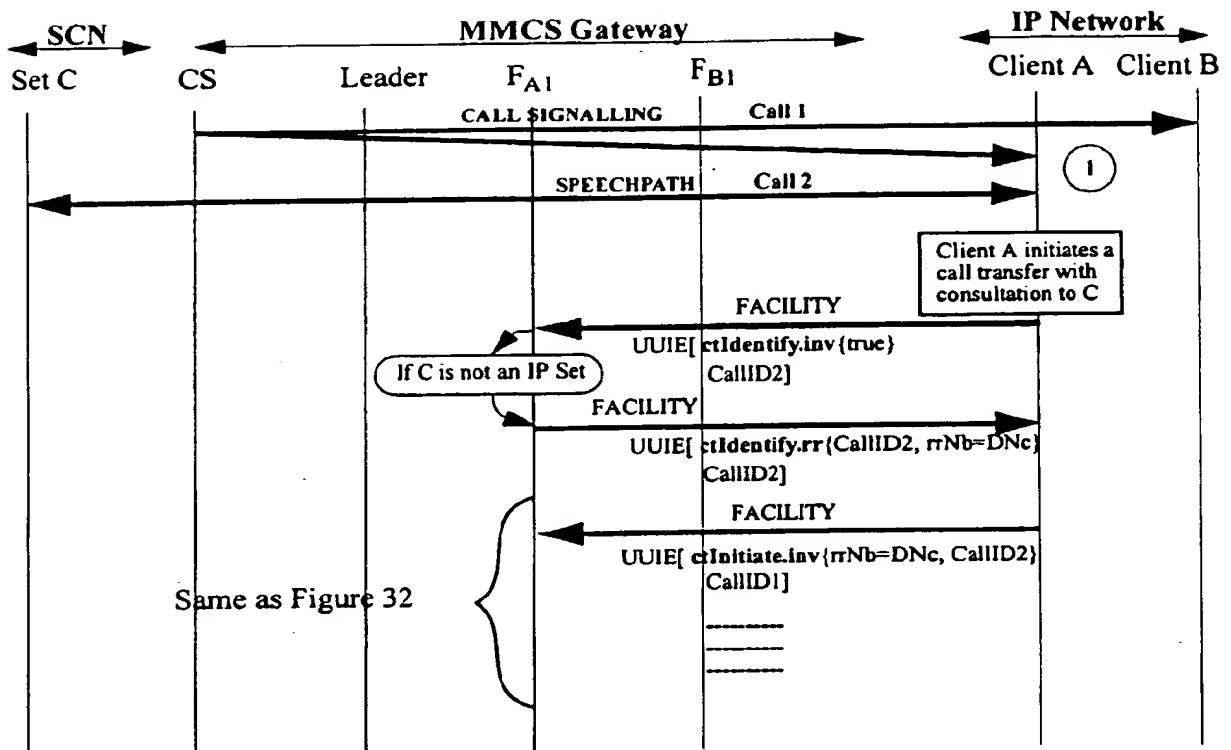 SCN MMCS Gateway IP Network
Set C CS Leader FA1 FB1 Client A Client B
CALL SIGNALLING Call 1
1
SPEECHPATH Call 2
Client A initiates a
call transfer with
consultation to C
FACILITY
UUIE[ ctIdentify.inv{true}
CallID2]
If C is not an IP Set
FACILITY
UUIE[ ctIdentify.rr{CallID2, rrNb=DNc}
CallID2]
FACILITY
UUIE[ ctInitiate.inv{rrNb=DNc, CallID2}
CallID1]
Same as Figure 32